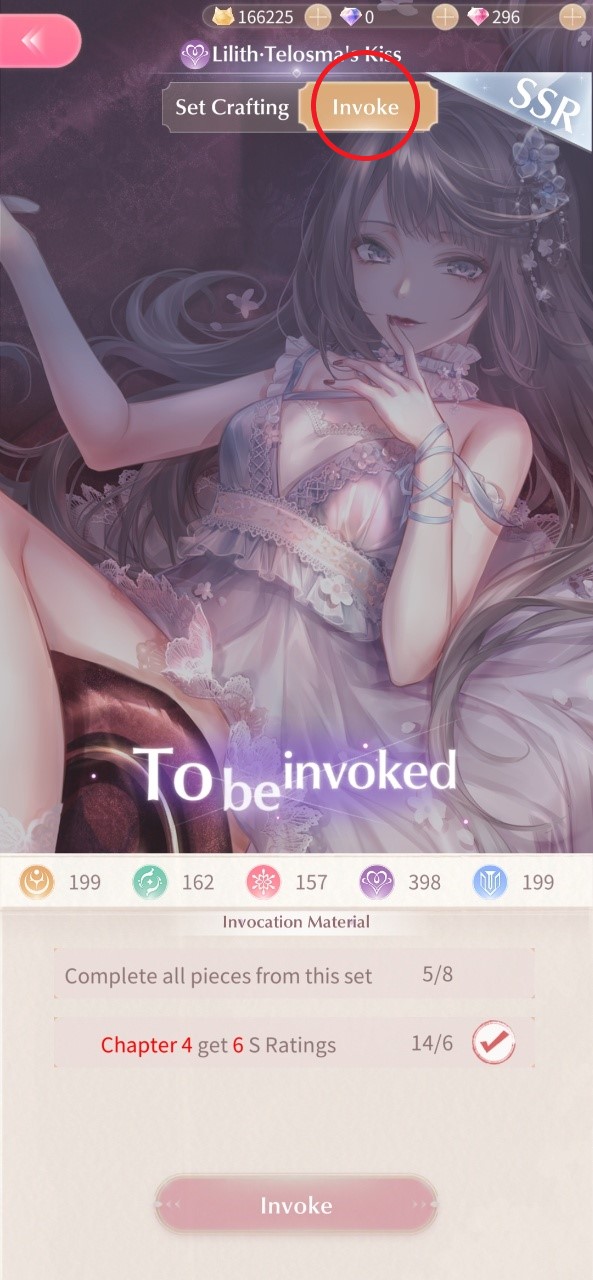 166225 0 296
Lilith·Telosma's Kiss
Set Crafting Invoke
SSR
To be invoked
199 162 157 398 199
Invocation Material
Complete all pieces from this set 5/8
Chapter 4 get 6 S Ratings 14/6
Invoke